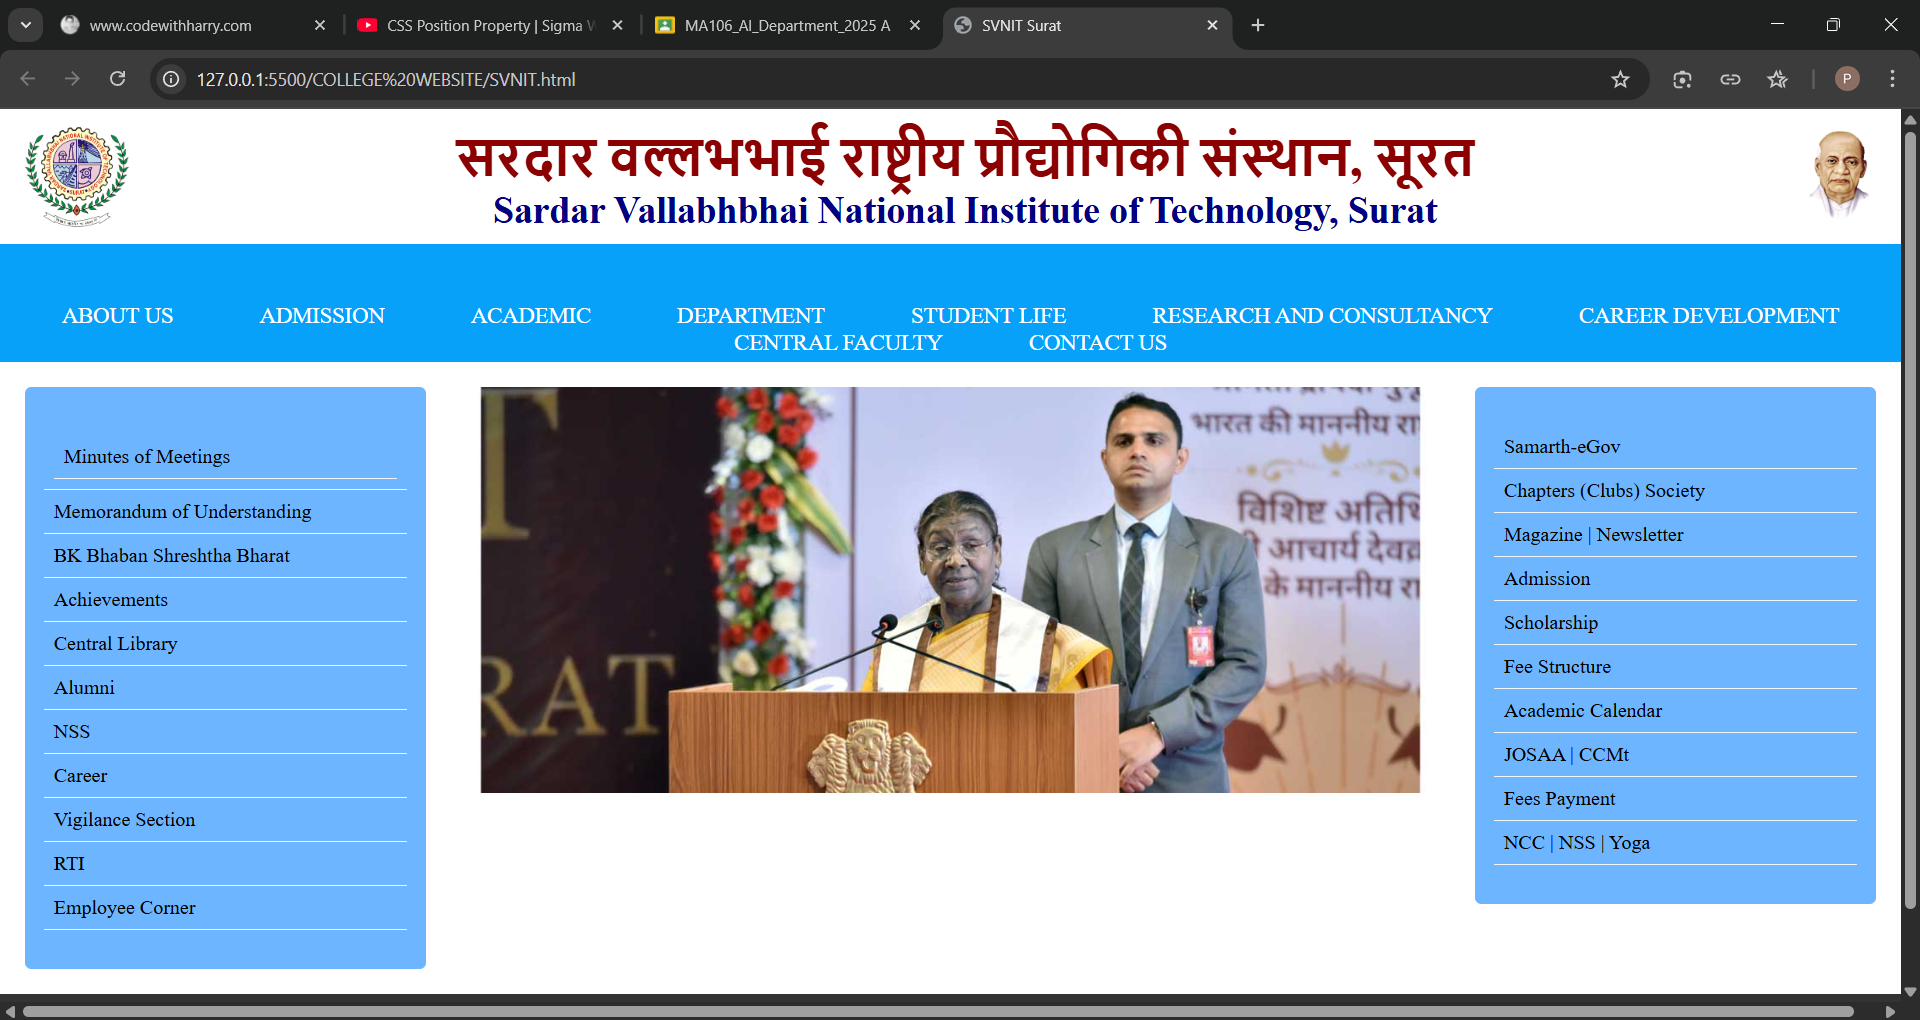 www.codewithharry.com
CSS Position Property | Sigma W
MA106_AI_Department_2025 A
SVNIT Surat
127.0.0.1:5500/COLLEGE%20WEBSITE/SVNIT.html
P
सरदार वल्लभभाई राष्ट्रीय प्रौद्योगिकी संस्थान, सूरत
Sardar Vallabhbhai National Institute of Technology, Surat
ABOUT US ADMISSION ACADEMIC DEPARTMENT STUDENT LIFE RESEARCH AND CONSULTANCY CAREER DEVELOPMENT
CENTRAL FACULTY CONTACT US
Minutes of Meetings
Memorandum of Understanding
BK Bhaban Shreshtha Bharat
Achievements
Central Library
Alumni
NSS
Career
Vigilance Section
RTI
Employee Corner
भारत की माननीय रा
विशिष्ट अतिथि
आचार्य देवव्र
के माननीय रा
RAT
Samarth-eGov
Chapters (Clubs) Society
Magazine | Newsletter
Admission
Scholarship
Fee Structure
Academic Calendar
JOSAA | CCMt
Fees Payment
NCC | NSS | Yoga